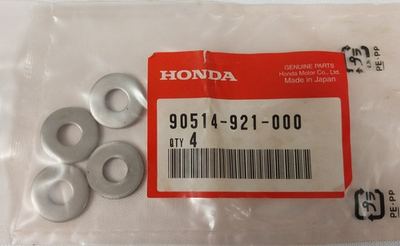 HONDA
GENUINE PARTS
Honda Motor Co., Ltd.
Made in Japan
90514-921-000
QTY 4
PE-PP
PE-PP